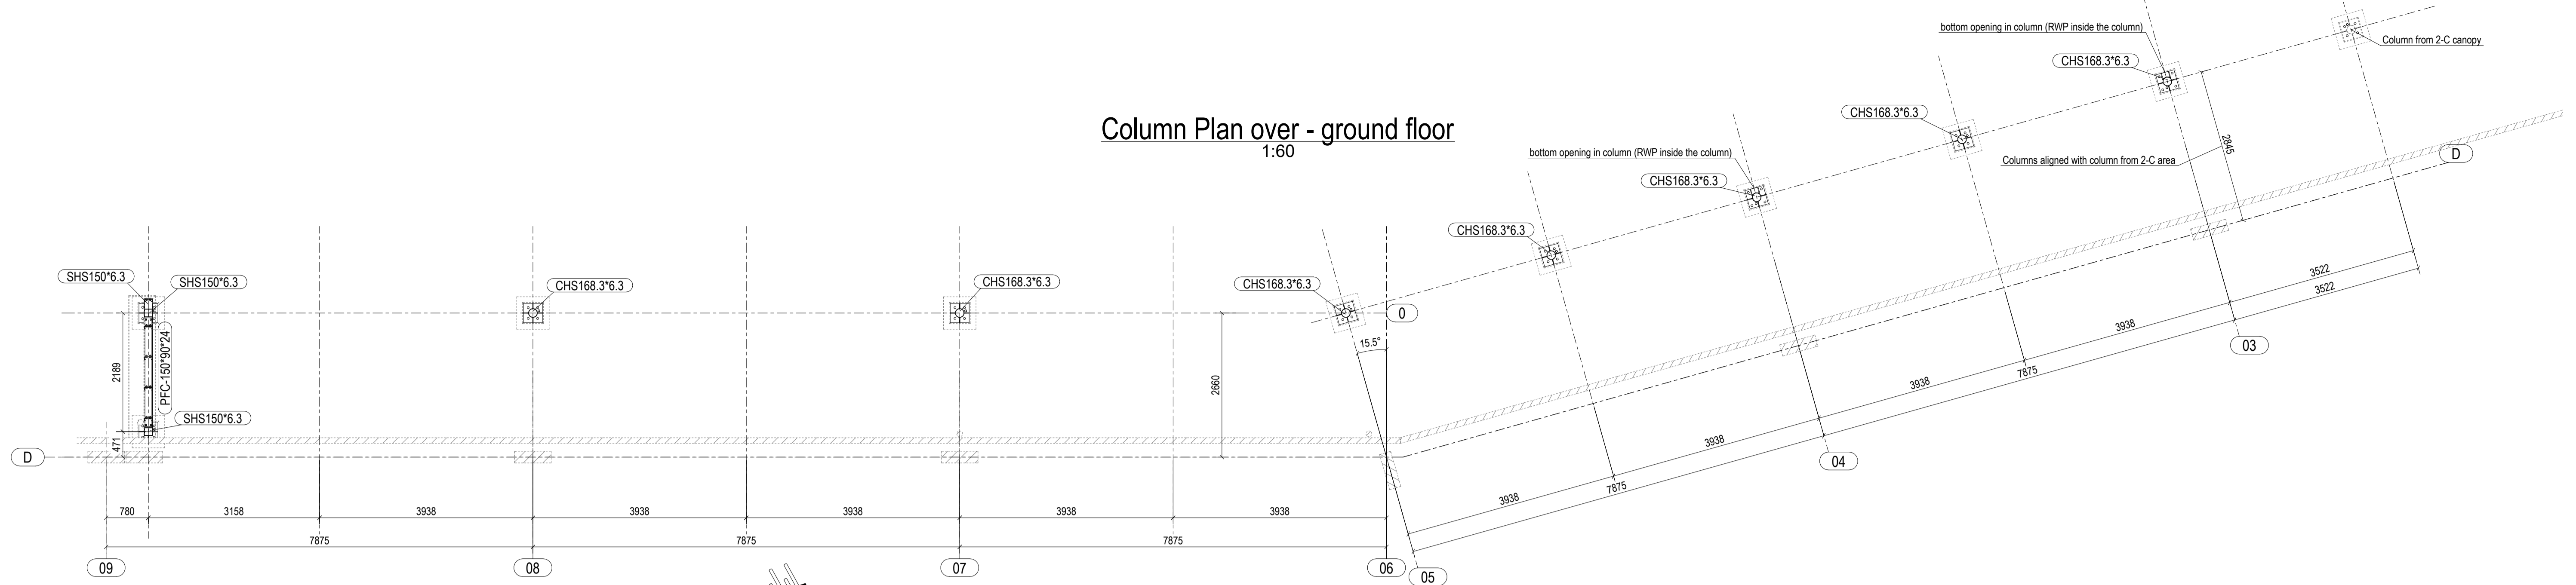 bottom opening in column (RWP inside the column)
Column from 2-C canopy
CHS168.3*6.3
CHS168.3*6.3
Column Plan over - ground floor
1:60
bottom opening in column (RWP inside the column)
Columns aligned with column from 2-C area
2845
D
CHS168.3*6.3
CHS168.3*6.3
SHS150*6.3
SHS150*6.3
CHS168.3*6.3
CHS168.3*6.3
CHS168.3*6.3
0
15.5°
2189
PFC-150*90*24
2660
SHS150*6.3
471
D
3522
3522
3938
03
7875
3938
3938
04
7875
3938
780
3158
3938
3938
3938
3938
3938
7875
7875
7875
09
08
07
06
05